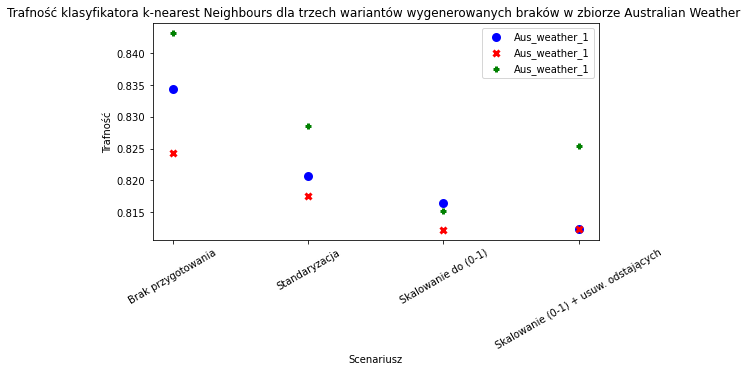 Trafność klasyfikatora k-nearest Neighbours dla trzech wariantów wygenerowanych braków w zbiorze Australian Weather
Aus_weather_1
Aus_weather_1
Aus_weather_1
Trafność
0.840
0.835
0.830
0.825
0.820
0.815
Brak przygotowania
Standaryzacja
Skalowanie do (0-1)
Skalowanie (0-1) + usuw. odstających
Scenariusz